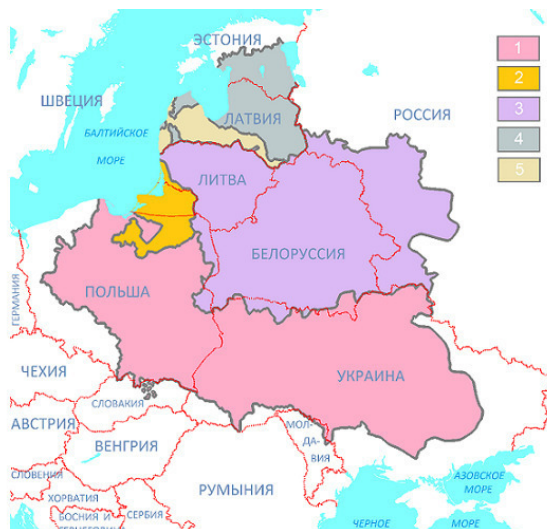 ЭСТОНИЯ
1
2
3
4
5
ШВЕЦИЯ
РОССИЯ
ЛАТВИЯ
БАЛТИЙСКОЕ
МОРЕ
ЛИТВА
БЕЛОРУССИЯ
ПОЛЬША
ГЕРМАНИЯ
ЧЕХИЯ
УКРАИНА
СЛОВАКИЯ
АВСТРИЯ
ВЕНГРИЯ
МОЛ-
ДА-
ВИЯ
СЛОВЕНИЯ
РУМЫНИЯ
АЗОВСКОЕ
МОРЕ
ХОРВАТИЯ
БОСНИЯ И
СЕРБИЯ
ЧЕРНОЕ
МОРЕ